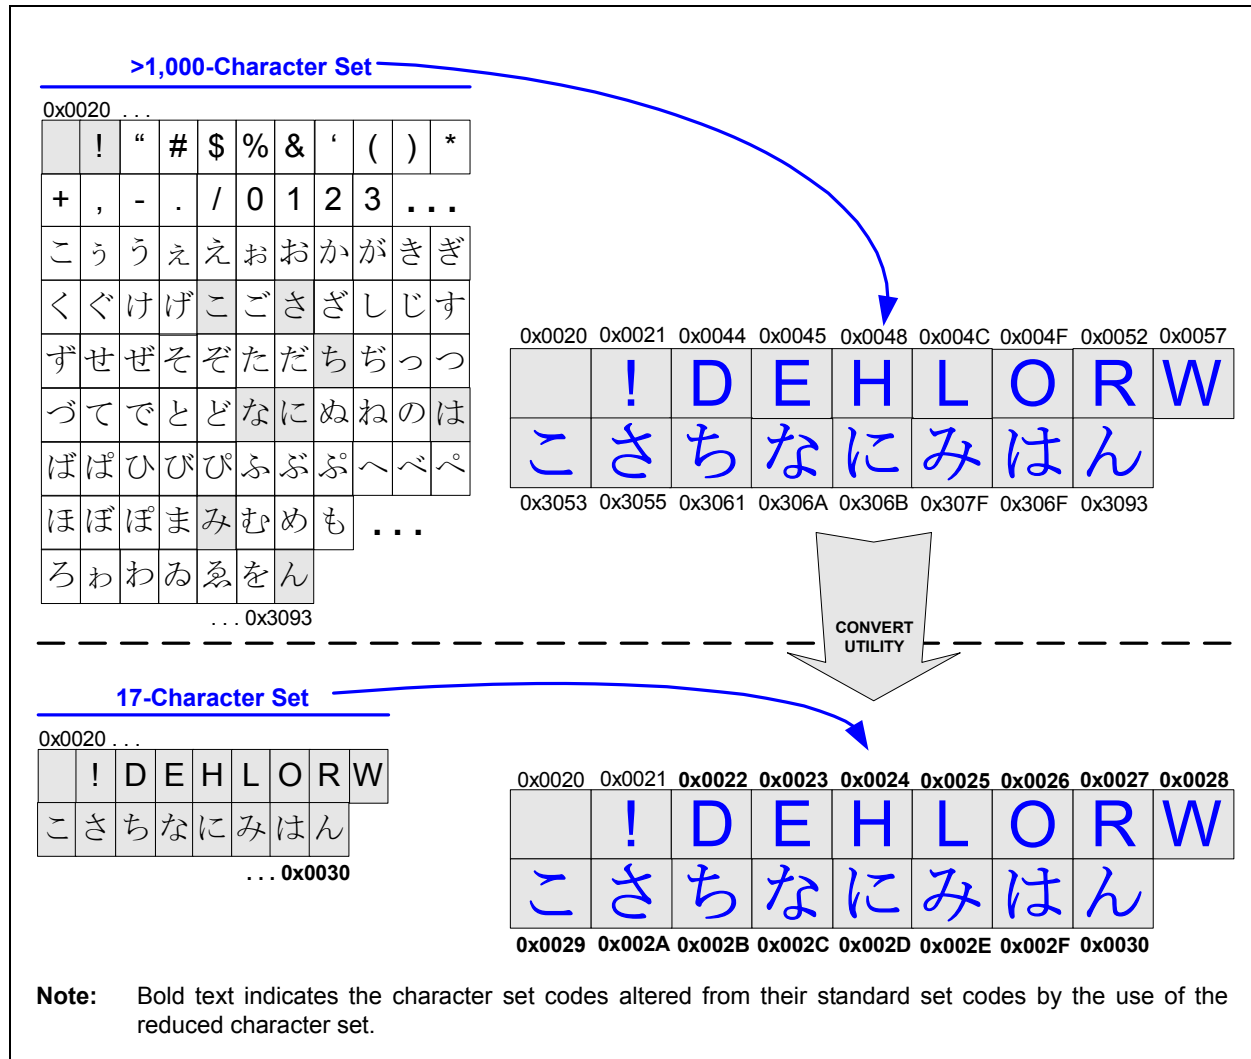 >1,000-Character Set
0x0020 . . .
! “ # $ % & ‘ ( ) *
+ , - . / 0 1 2 3 . . .
こ ぅ う ぇ え ぉ お か が き ぎ
く ぐ け げ こ ご さ ざ し じ す
ず せ ぜ そ ぞ た だ ち ぢ っ つ
づ て で と ど な に ぬ ね の は
ば ぱ ひ び ぴ ふ ぶ ぷ へ べ ぺ
ほ ぼ ぽ ま み む め も . . .
ろ ゎ わ ゐ ゑ を ん
. . . 0x3093
0x0020 0x0021 0x0044 0x0045 0x0048 0x004C 0x004F 0x0052 0x0057
! D E H L O R W
こ さ ち な に み は ん
0x3053 0x3055 0x3061 0x306A 0x306B 0x307F 0x306F 0x3093
CONVERT
UTILITY
17-Character Set
0x0020 . . .
! D E H L O R W
こ さ ち な に み は ん
. . . 0x0030
0x0020 0x0021 0x0022 0x0023 0x0024 0x0025 0x0026 0x0027 0x0028
! D E H L O R W
こ さ ち な に み は ん
0x0029 0x002A 0x002B 0x002C 0x002D 0x002E 0x002F 0x0030
Note: Bold text indicates the character set codes altered from their standard set codes by the use of the
reduced character set.